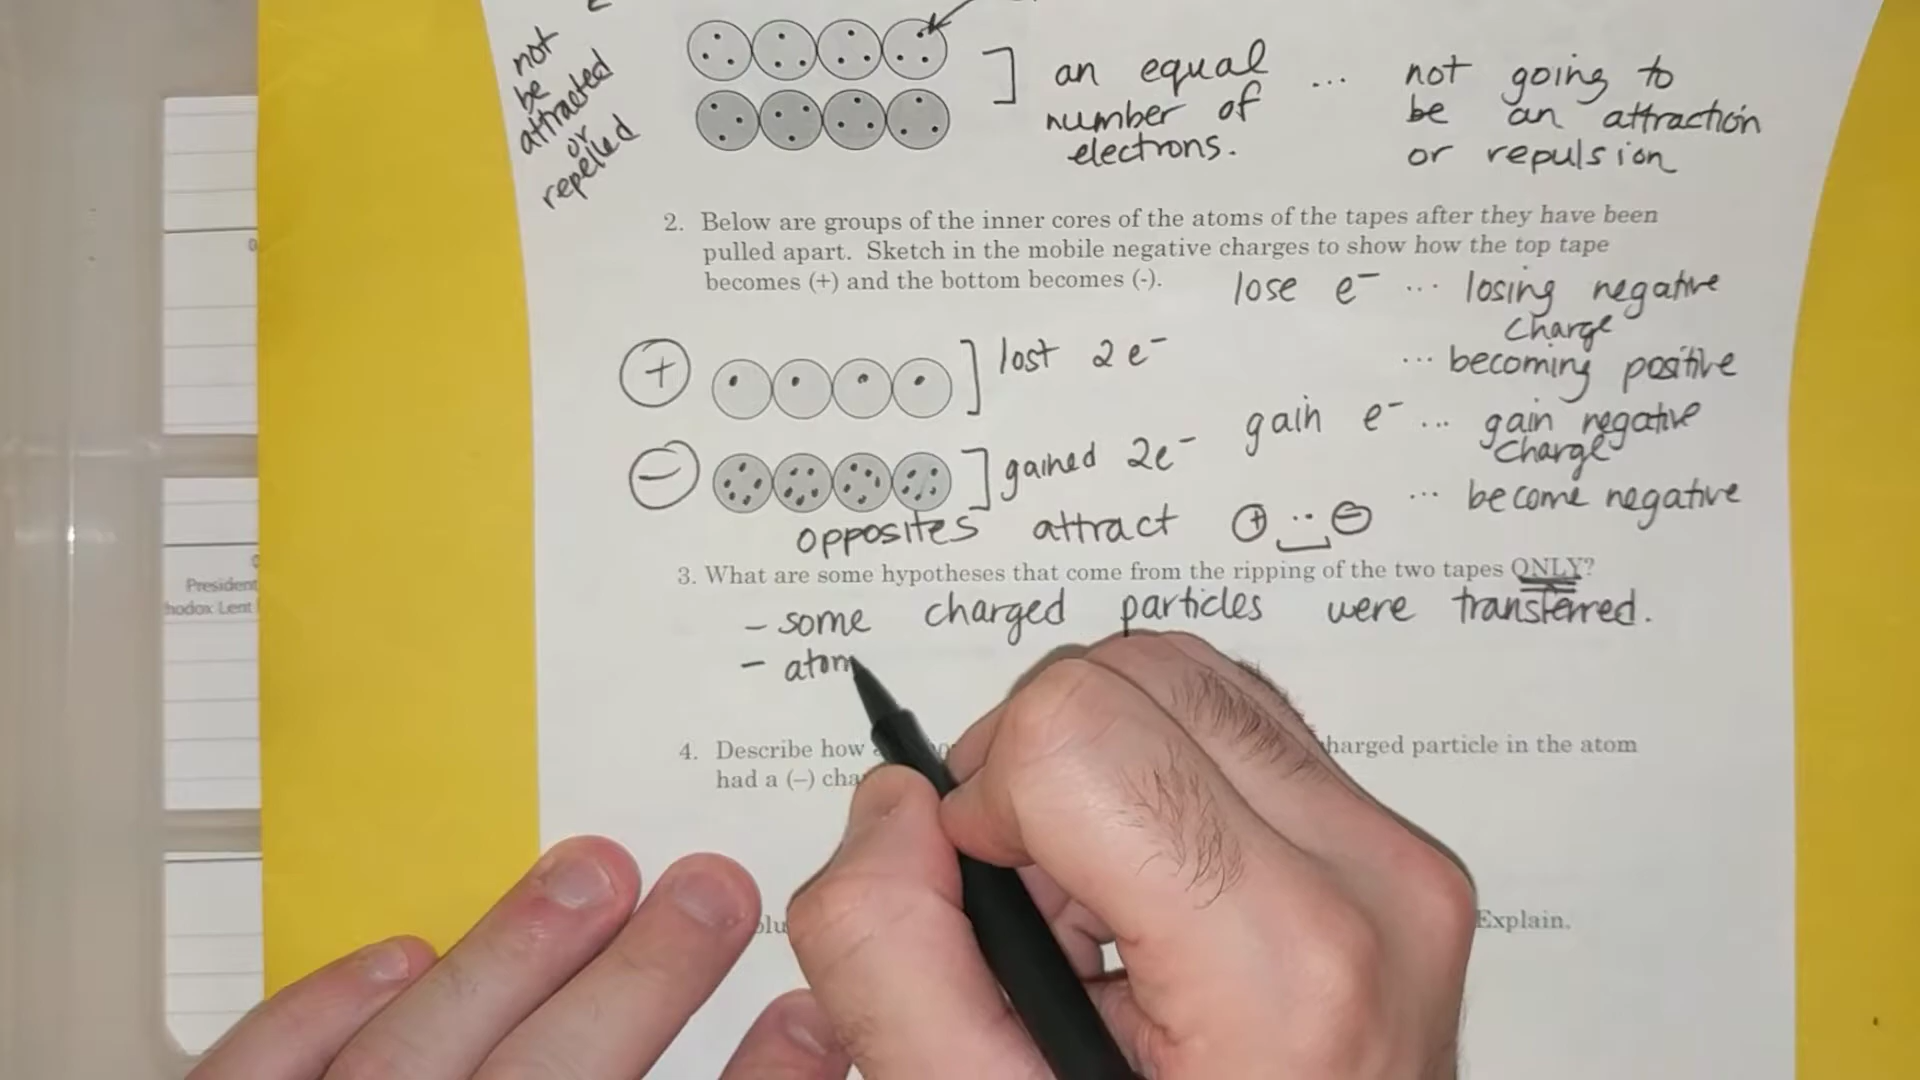 not
be
attracted
or
repelled
an equal
number of
electrons.
... not going to
be an attraction
or repulsion
2. Below are groups of the inner cores of the atoms of the tapes after they have been
pulled apart. Sketch in the mobile negative charges to show how the top tape
becomes (+) and the bottom becomes (-).
lose e⁻ ... losing negative
charge
... becoming positive
+
lost 2 e⁻
gain e⁻ ... gain negative
charge
... become negative
−
gained 2e⁻
opposites attract + .. −
3. What are some hypotheses that come from the ripping of the two tapes ONLY?
- some charged particles were transferred.
- atom
4. Describe how
charged particle in the atom
had a (–) cha
Explain.
President
hodox Lent